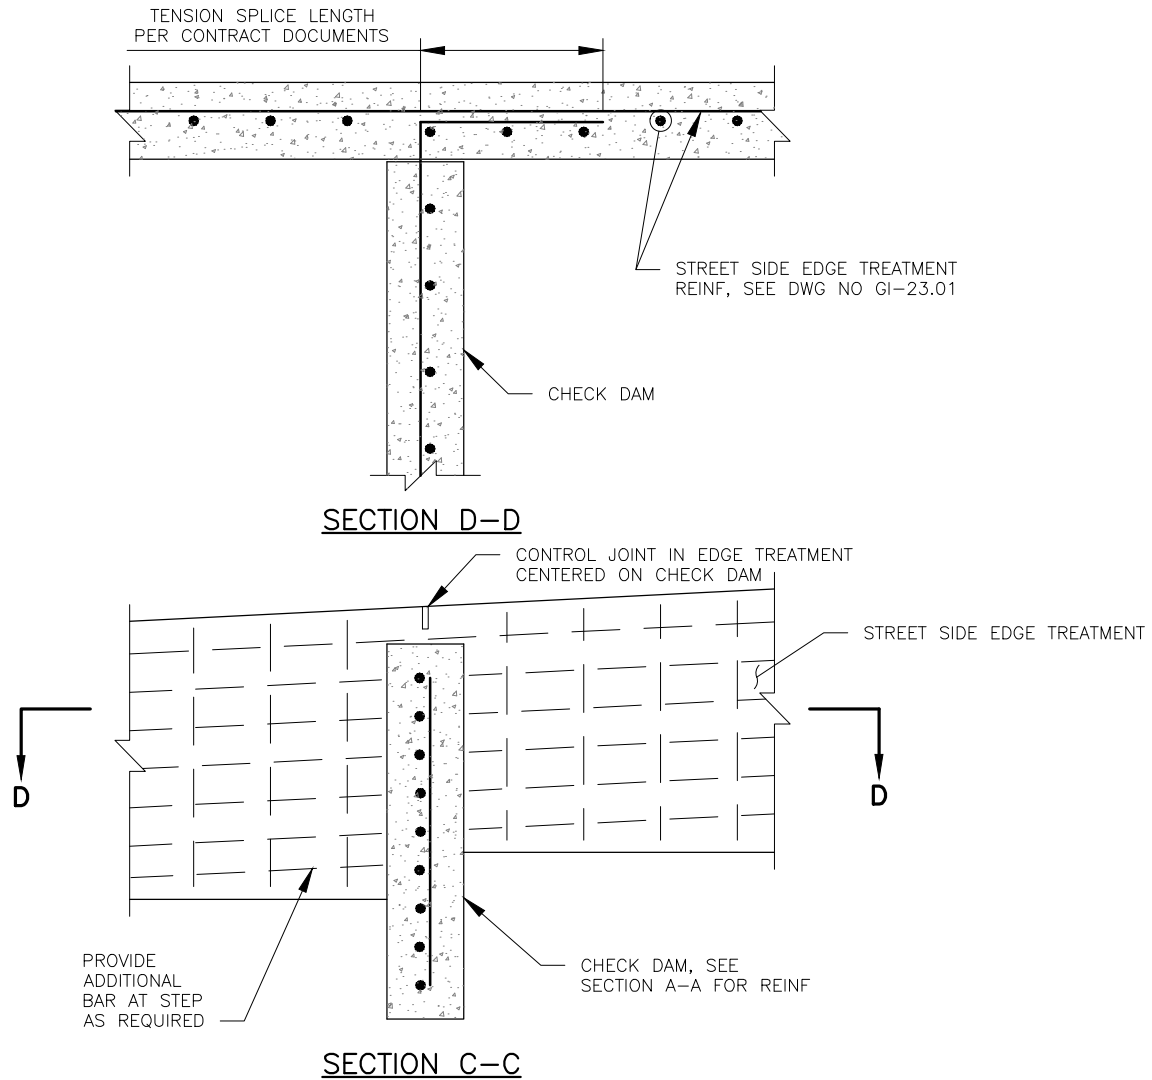 TENSION SPLICE LENGTH
PER CONTRACT DOCUMENTS
STREET SIDE EDGE TREATMENT
REINF, SEE DWG NO GI-23.01
CHECK DAM
SECTION D-D
CONTROL JOINT IN EDGE TREATMENT
CENTERED ON CHECK DAM
STREET SIDE EDGE TREATMENT
D
D
PROVIDE
ADDITIONAL
BAR AT STEP
AS REQUIRED
CHECK DAM, SEE
SECTION A-A FOR REINF
SECTION C-C